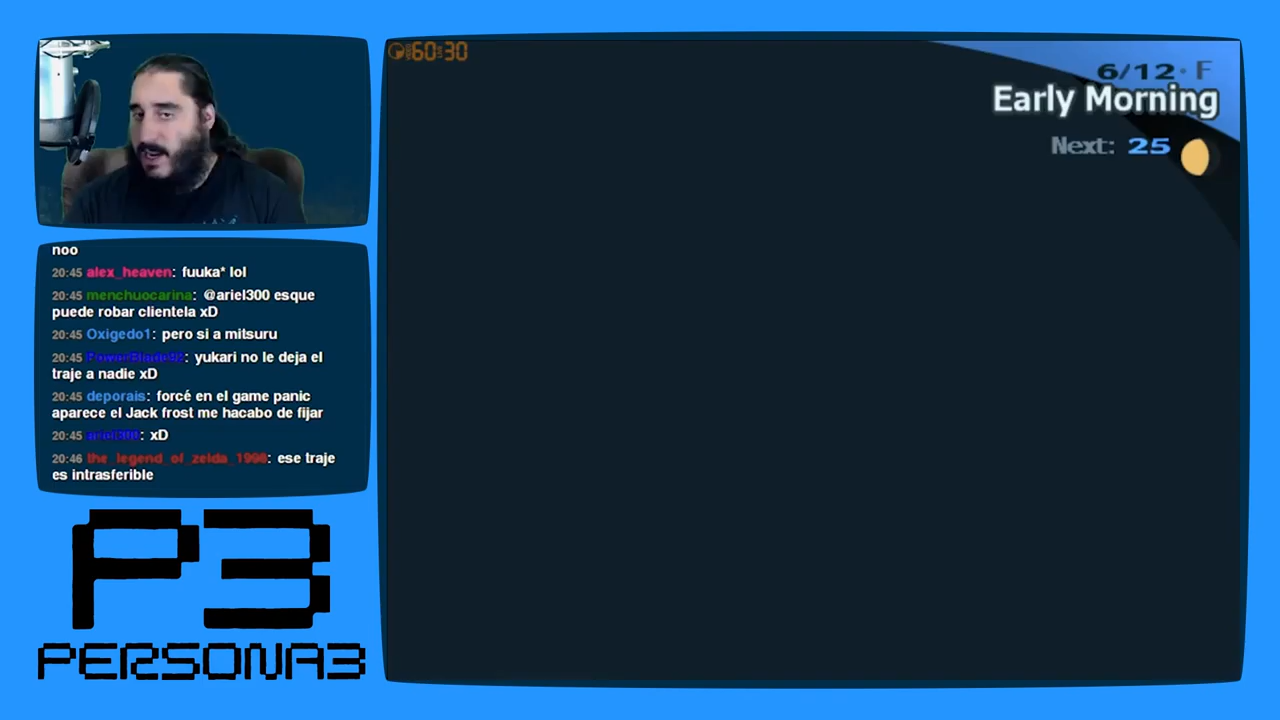 60 30
6/12 · F
Early Morning
Next: 25
noo
20:45 alex_heaven: fuuka* lol
20:45 menchuocarina: @ariel300 esque
puede robar clientela xD
20:45 Oxigedo1: pero si a mitsuru
20:45 yukari no le deja el
traje a nadie xD
20:45 deporais: forcé en el game panic
aparece el Jack frost me hacabo de fijar
20:45 ariel300: xD
20:46 the_legend_of_zelda_1998: ese traje
es intrasferible
P3
PERSONA3